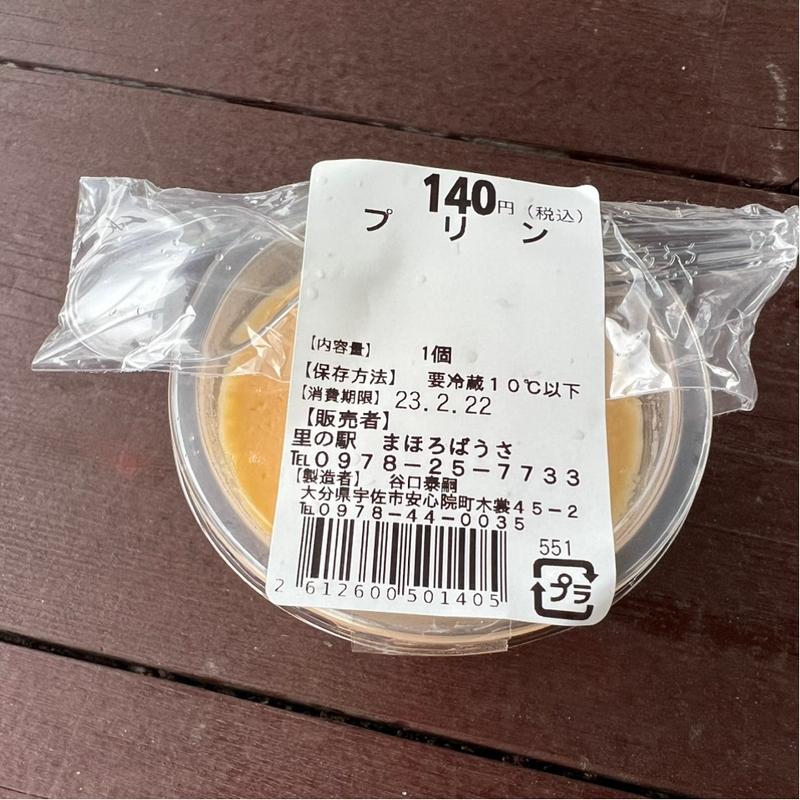 140円(税込)
プリン
【内容量】 1個
【保存方法】 要冷蔵10℃以下
【消費期限】 23.2.22
【販売者】
里の駅 まほろばうさ
℡0978-25-7733
【製造者】 谷口泰嗣
大分県宇佐市安心院町木裳45-2
℡0978-44-0035
551
2 612600 501405
プラ